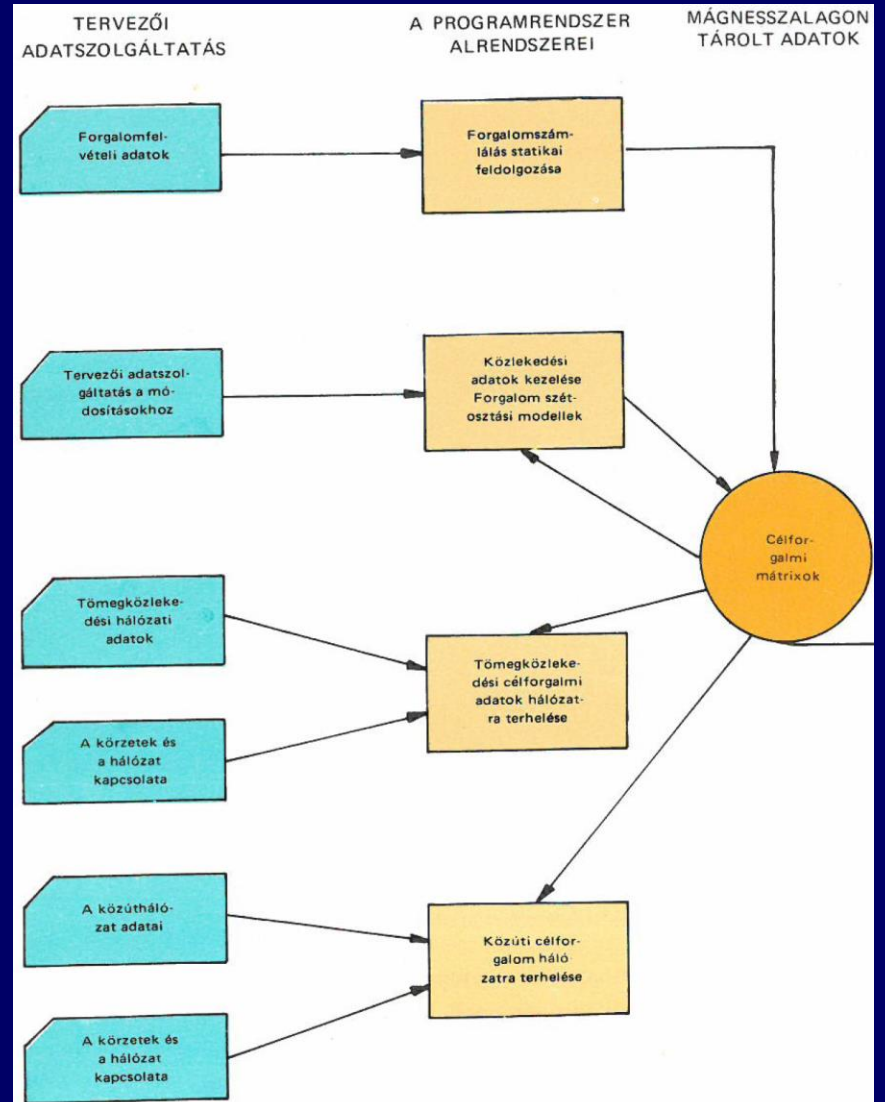 TERVEZŐI
ADATSZOLGÁLTATÁS
A PROGRAMRENDSZER
ALRENDSZEREI
MÁGNESSZALAGON
TÁROLT ADATOK
Forgalomfel-
vételi adatok
Forgalomszám-
lálás statikai
feldolgozása
Tervezői adatszol-
gáltatás a mó-
dosításokhoz
Közlekedési
adatok kezelése
Forgalom szét-
osztási modellek
Célfor-
galmi
mátrixok
Tömegközleke-
dési hálózati
adatok
Tömegközleke-
dési célforgalmi
adatok hálózat-
ra terhelése
A körzetek és
a hálózat
kapcsolata
A közútháló-
zat adatai
Közúti célfor-
galom háló
zatra terhelése
A körzetek és
a hálózat
kapcsolata